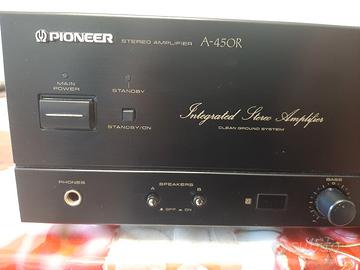 PIONEER STEREO AMPLIFIER A-450R
MAIN POWER
STANDBY
STANDBY/ON
Integrated Stereo Amplifier
CLEAN GROUND SYSTEM
PHONES
SPEAKERS
A B
OFF ON
BASS